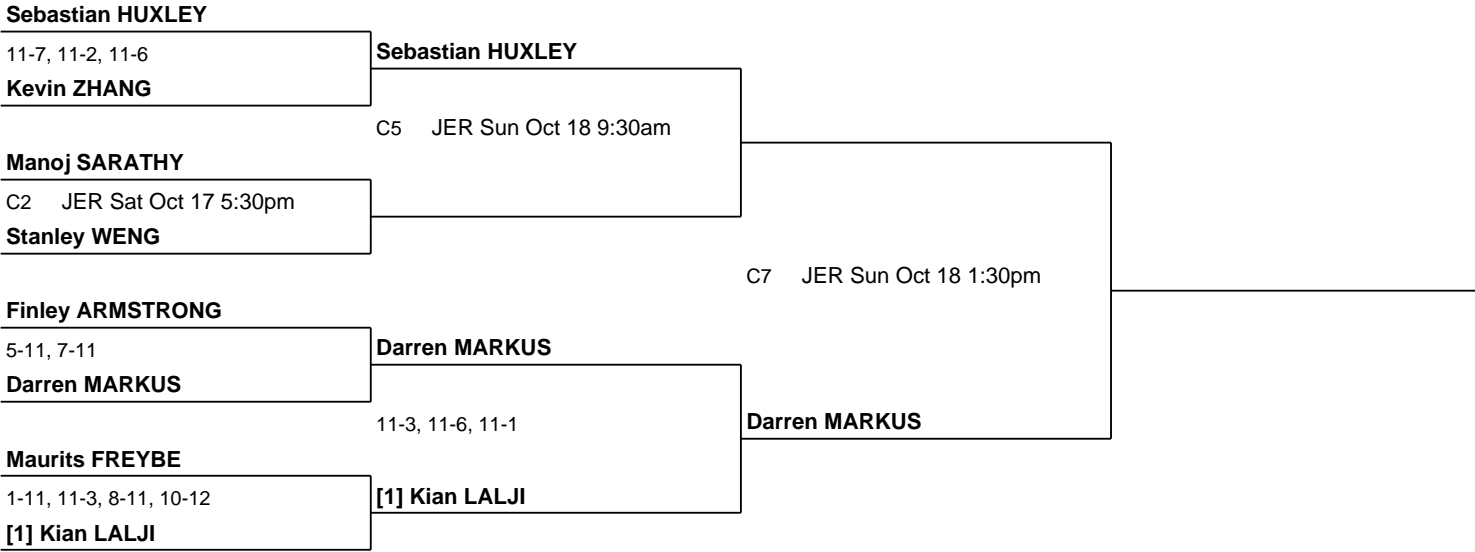 Sebastian HUXLEY
11-7, 11-2, 11-6
Sebastian HUXLEY
Kevin ZHANG
C5 JER Sun Oct 18 9:30am
Manoj SARATHY
C2 JER Sat Oct 17 5:30pm
Stanley WENG
C7 JER Sun Oct 18 1:30pm
Finley ARMSTRONG
5-11, 7-11
Darren MARKUS
Darren MARKUS
11-3, 11-6, 11-1
Darren MARKUS
Maurits FREYBE
1-11, 11-3, 8-11, 10-12
[1] Kian LALJI
[1] Kian LALJI